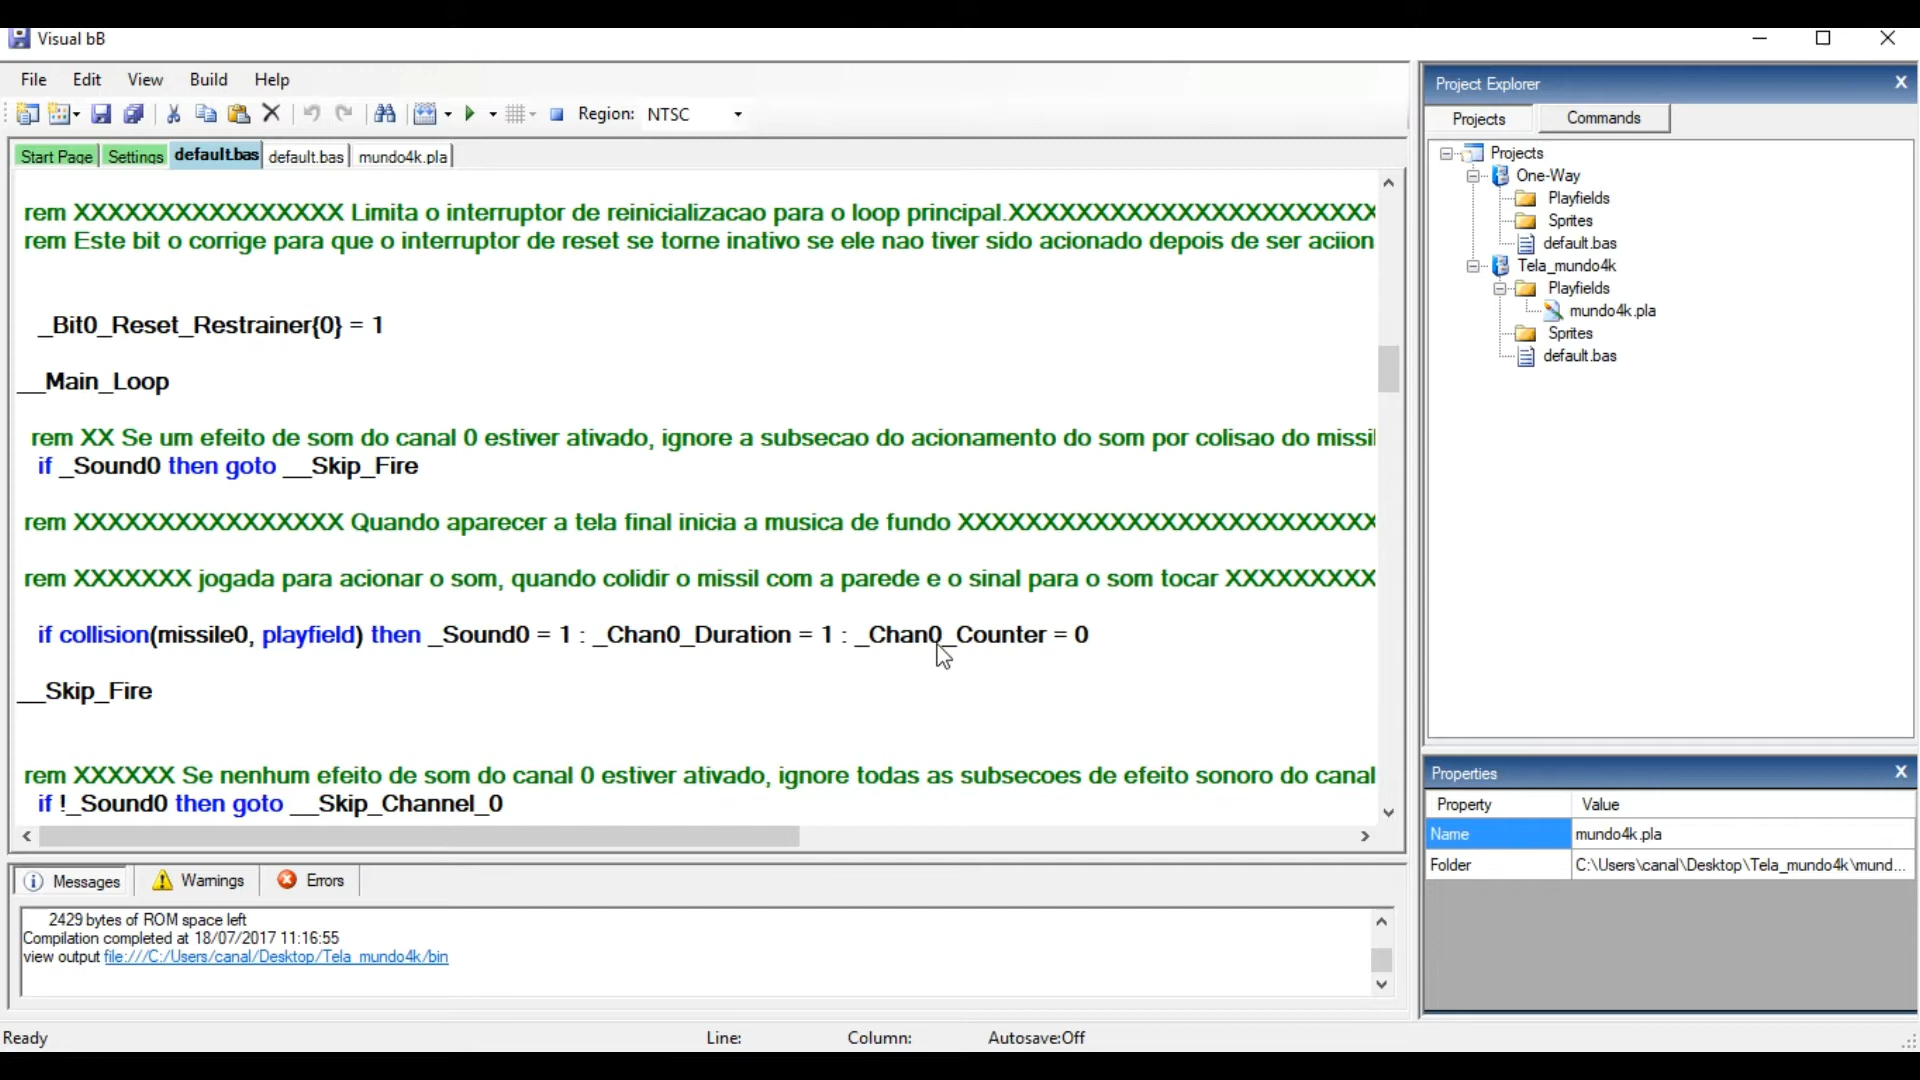 Visual bB
File Edit View Build Help
Region: NTSC
Start Page Settings default.bas default.bas mundo4k.pla
rem XXXXXXXXXXXXXXXX Limita o interruptor de reinicializacao para o loop principal.XXXXXXXXXXXXXXXXXXXXXX
rem Este bit o corrige para que o interruptor de reset se torne inativo se ele nao tiver sido acionado depois de ser aciion
_Bit0_Reset_Restrainer{0} = 1
__Main_Loop
rem XX Se um efeito de som do canal 0 estiver ativado, ignore a subsecao do acionamento do som por colisao do missil
if _Sound0 then goto __Skip_Fire
rem XXXXXXXXXXXXXXXX Quando aparecer a tela final inicia a musica de fundo XXXXXXXXXXXXXXXXXXXXXXXXX
rem XXXXXXX jogada para acionar o som, quando colidir o missil com a parede e o sinal para o som tocar XXXXXXXXX
if collision(missile0, playfield) then _Sound0 = 1 : _Chan0_Duration = 1 : _Chan0_Counter = 0
__Skip_Fire
rem XXXXXX Se nenhum efeito de som do canal 0 estiver ativado, ignore todas as subsecoes de efeito sonoro do canal
if !_Sound0 then goto __Skip_Channel_0
Messages Warnings Errors
2429 bytes of ROM space left
Compilation completed at 18/07/2017 11:16:55
view output file:///C:/Users/canal/Desktop/Tela_mundo4k/bin
Ready Line: Column: Autosave:Off
Project Explorer X
Projects Commands
Projects
One-Way
Playfields
Sprites
default.bas
Tela_mundo4k
Playfields
mundo4k.pla
Sprites
default.bas
Properties X
Property Value
Name mundo4k.pla
Folder C:\Users\canal\Desktop\Tela_mundo4k\mund...